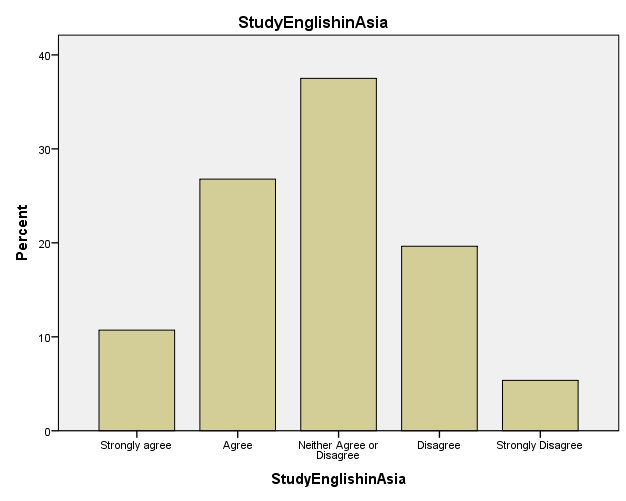 StudyEnglishinAsia
40
30
20
10
0
Percent
Strongly agree
Agree
Neither Agree or
Disagree
Disagree
Strongly Disagree
StudyEnglishinAsia